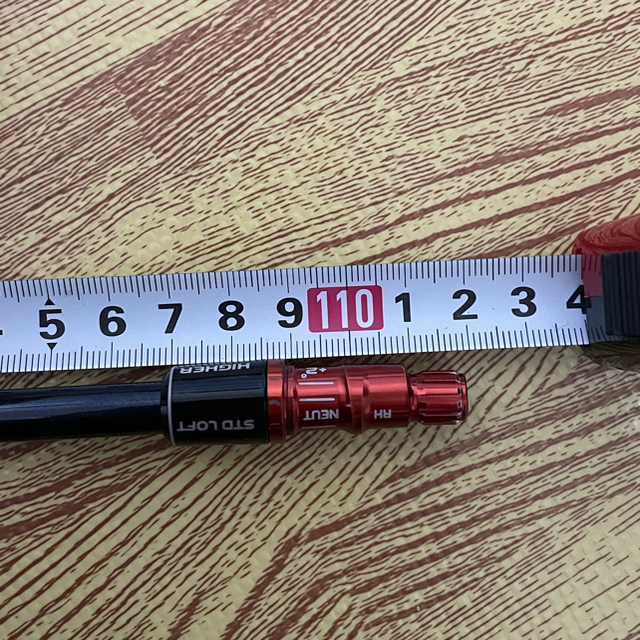 5 6 7 8 9 110 1 2 3 4
HIGHER
STD LOFT
+2°
NEUT
RH